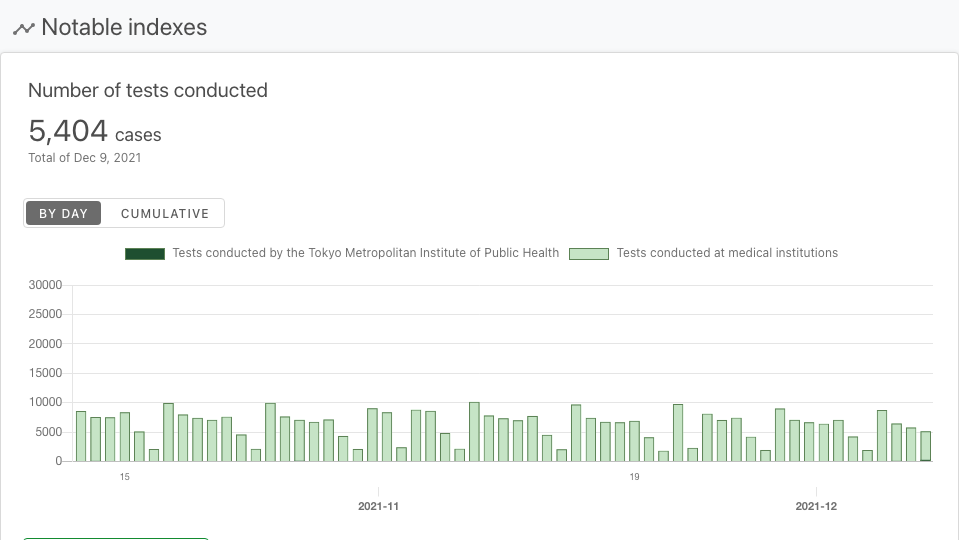 Notable indexes
Number of tests conducted
5,404 cases
Total of Dec 9, 2021
BY DAY CUMULATIVE
Tests conducted by the Tokyo Metropolitan Institute of Public Health Tests conducted at medical institutions
30000
25000
20000
15000
10000
5000
0
15 19
2021-11 2021-12